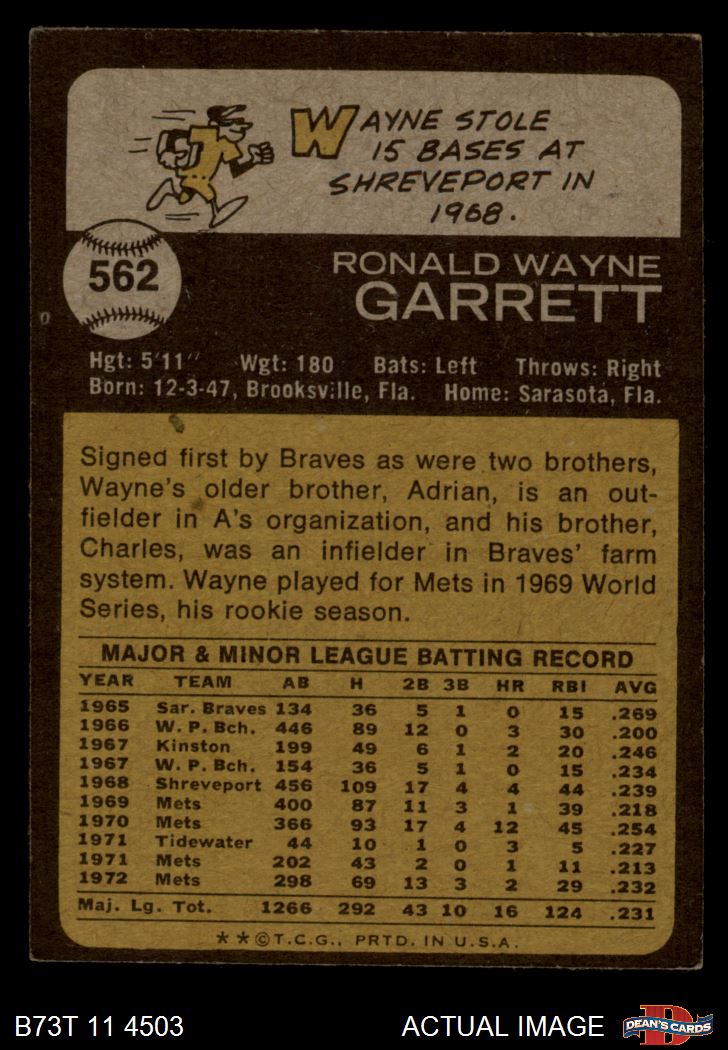 WAYNE STOLE
15 BASES AT
SHREVEPORT IN
1968.
562
RONALD WAYNE
GARRETT
Hgt: 5'11" Wgt: 180 Bats: Left Throws: Right
Born: 12-3-47, Brooksville, Fla. Home: Sarasota, Fla.
Signed first by Braves as were two brothers,
Wayne's older brother, Adrian, is an out-
fielder in A's organization, and his brother,
Charles, was an infielder in Braves' farm
system. Wayne played for Mets in 1969 World
Series, his rookie season.
MAJOR & MINOR LEAGUE BATTING RECORD
YEAR TEAM AB H 2B 3B HR RBI AVG
1965 Sar. Braves 134 36 5 1 0 15 .269
1966 W. P. Bch. 446 89 12 0 3 30 .200
1967 Kinston 199 49 6 1 2 20 .246
1967 W. P. Bch. 154 36 5 1 0 15 .234
1968 Shreveport 456 109 17 4 4 44 .239
1969 Mets 400 87 11 3 1 39 .218
1970 Mets 366 93 17 4 12 45 .254
1971 Tidewater 44 10 1 0 3 5 .227
1971 Mets 202 43 2 0 1 11 .213
1972 Mets 298 69 13 3 2 29 .232
Maj. Lg. Tot. 1266 292 43 10 16 124 .231
**©T.C.G., PRTD. IN U.S.A.
B73T 11 4503 ACTUAL IMAGE
D
DEAN'S CARDS